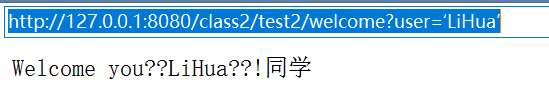 http://127.0.0.1:8080/class2/test2/welcome?user=‘LiHua’
Welcome you??LiHua??!同学